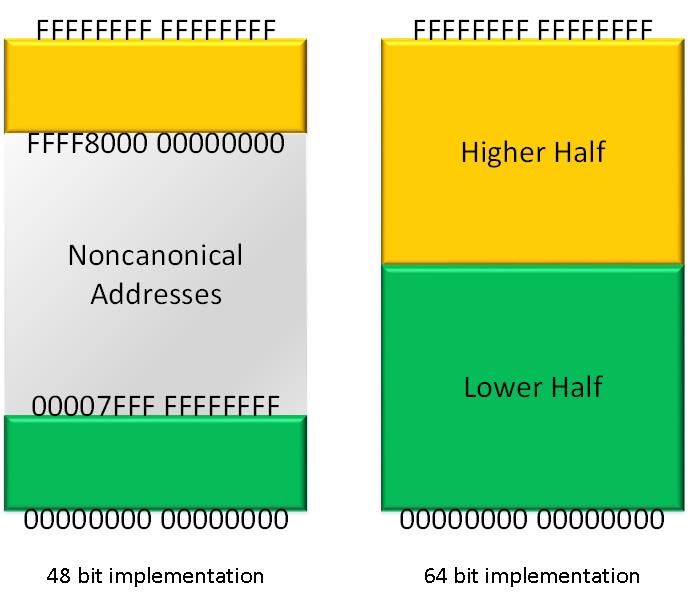 FFFFFFFF FFFFFFFF
FFFF8000 00000000
Noncanonical
Addresses
00007FFF FFFFFFFF
00000000 00000000
48 bit implementation
FFFFFFFF FFFFFFFF
Higher Half
Lower Half
00000000 00000000
64 bit implementation